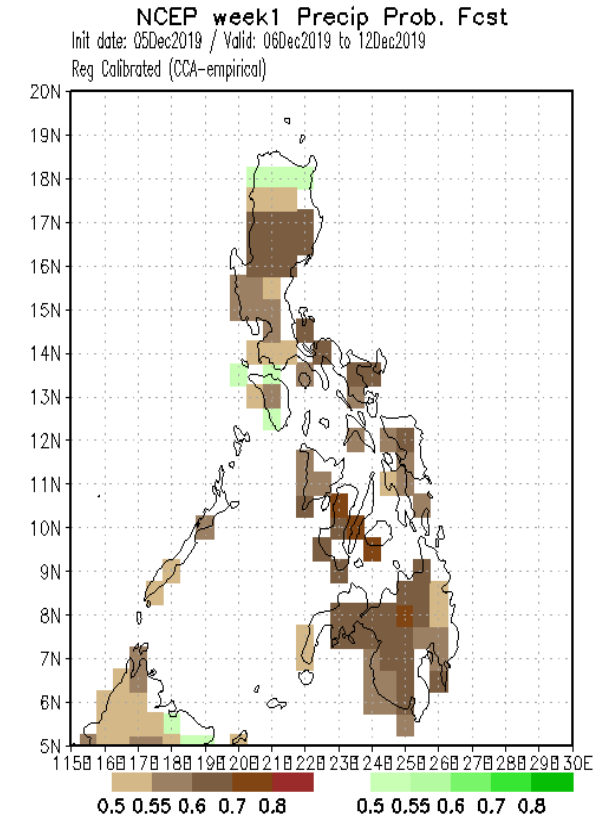 NCEP week1 Precip Prob. Fcst
Init date: 05Dec2019 / Valid: 06Dec2019 to 12Dec2019
Reg Calibrated (CCA-empirical)
20N
19N
18N
17N
16N
15N
14N
13N
12N
11N
10N
9N
8N
7N
6N
5N
115E 116E 117E 118E 119E 120E 121E 122E 123E 124E 125E 126E 127E 128E 129E 130E
0.5 0.55 0.6 0.7 0.8 0.5 0.55 0.6 0.7 0.8